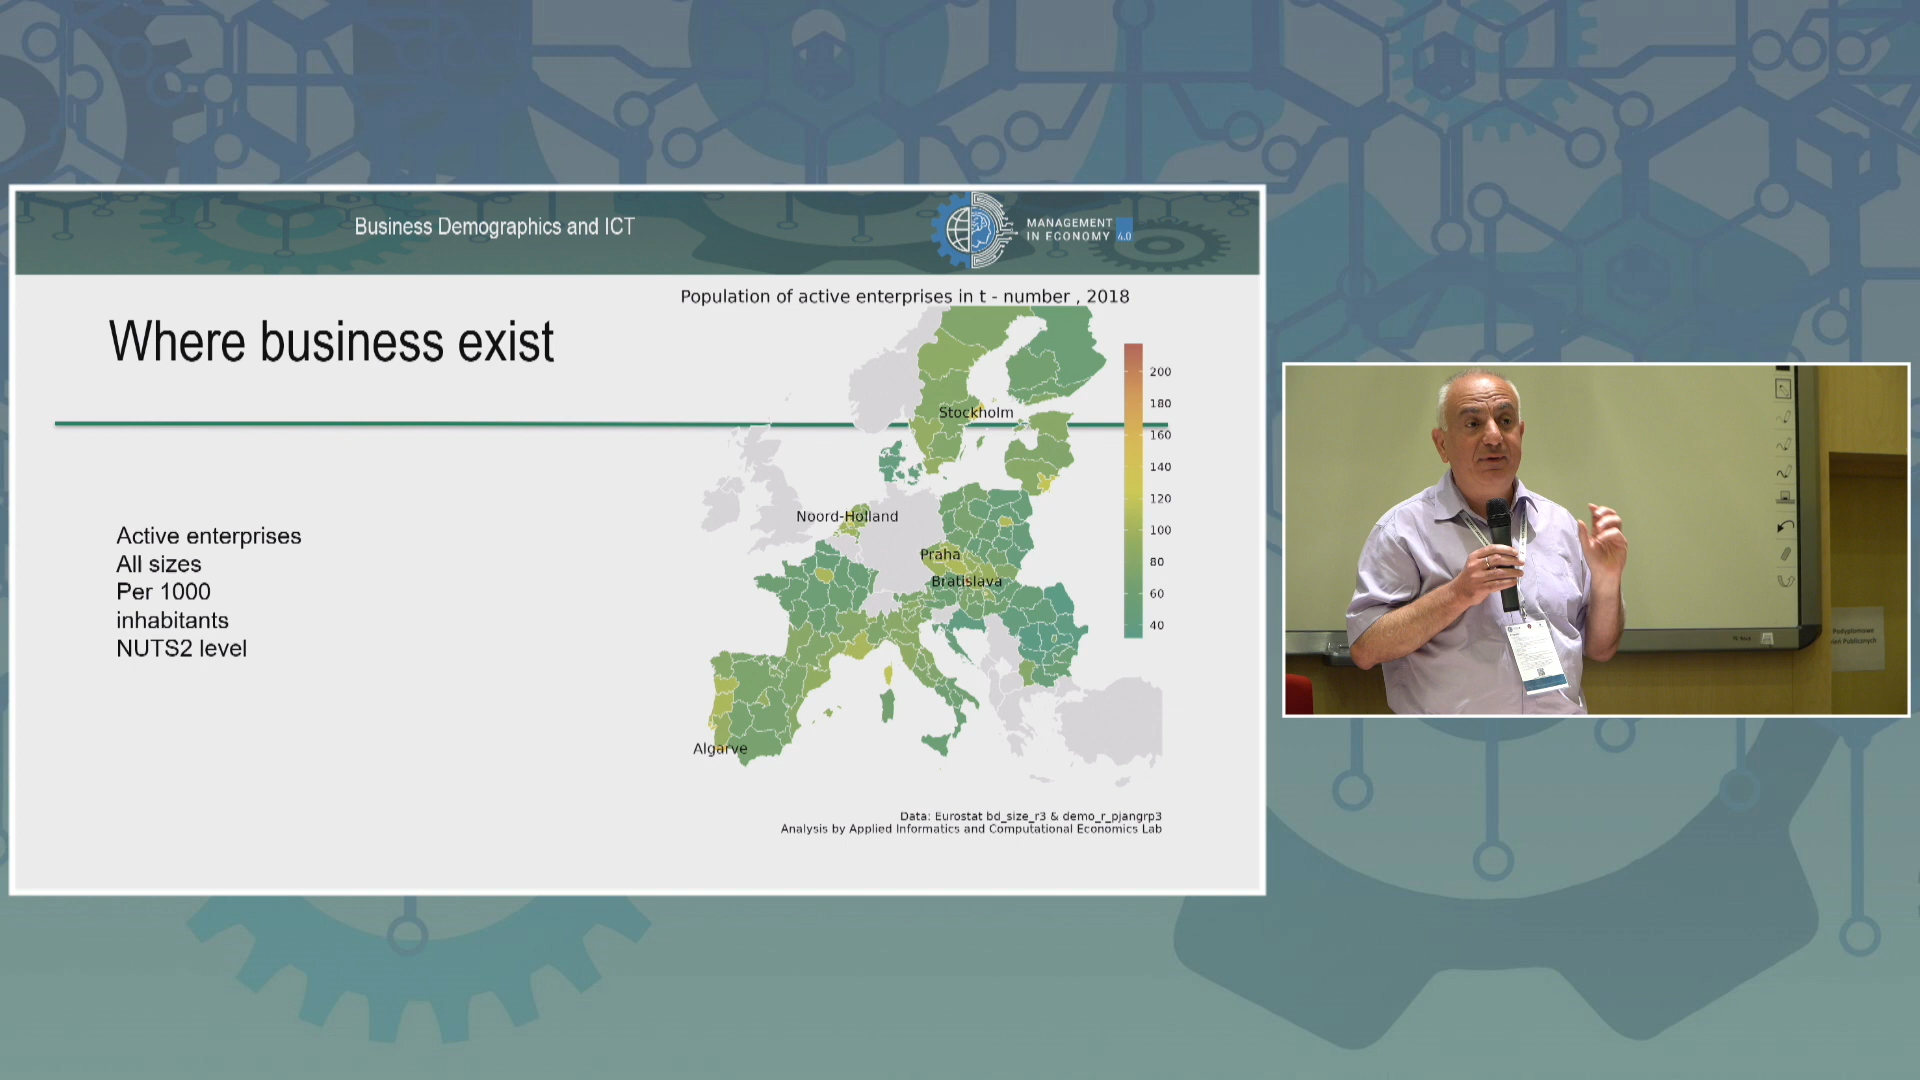 Business Demographics and ICT
MANAGEMENT
IN ECONOMY 4.0
Population of active enterprises in t - number , 2018
Where business exist
Stockholm
Noord-Holland
Praha
Bratislava
Algarve
200
180
160
140
120
100
80
60
40
Active enterprises
All sizes
Per 1000
inhabitants
NUTS2 level
Data: Eurostat bd_size_r3 & demo_r_pjangrp3
Analysis by Applied Informatics and Computational Economics Lab
Podyplomowe
Publicznych